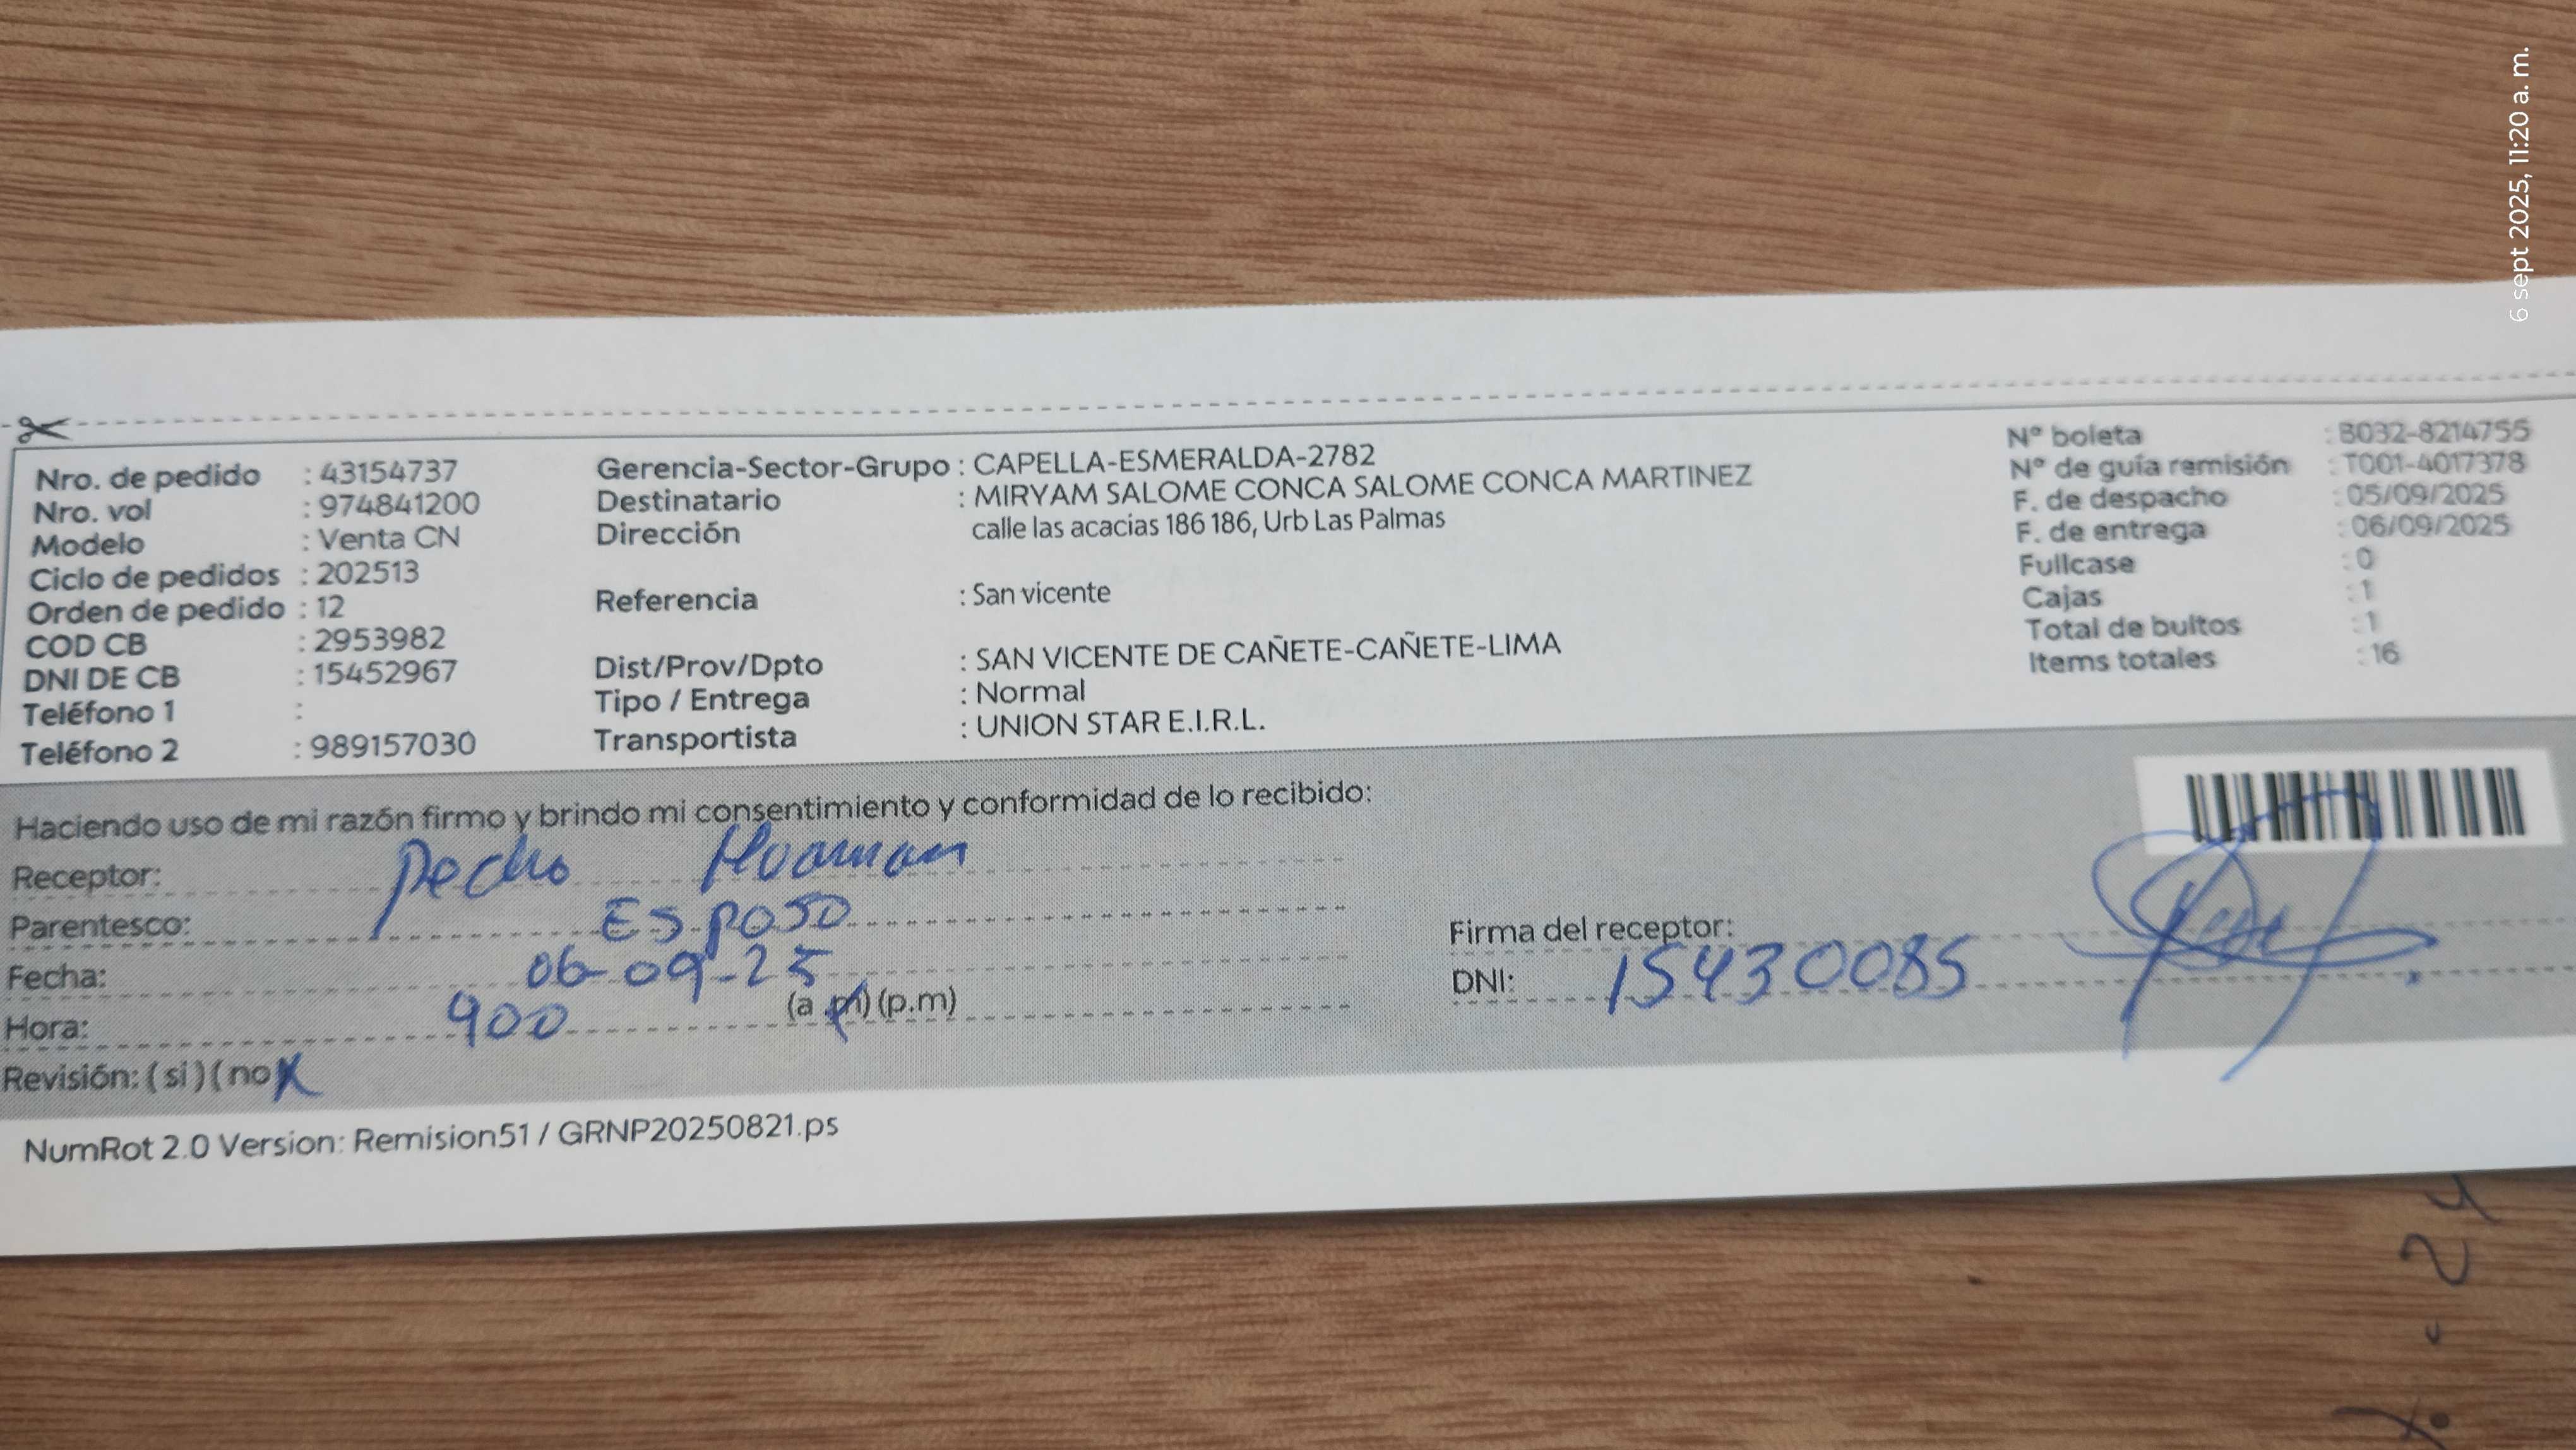 6 sept 2025, 11:20 a. m.
Nro. de pedido : 43154737
Nro. vol : 974841200
Modelo : Venta CN
Ciclo de pedidos : 202513
Orden de pedido : 12
COD CB : 2953982
DNI DE CB : 15452967
Teléfono 1 :
Teléfono 2 : 989157030
Gerencia-Sector-Grupo : CAPELLA-ESMERALDA-2782
Destinatario : MIRYAM SALOME CONCA SALOME CONCA MARTINEZ
Dirección calle las acacias 186 186, Urb Las Palmas
Referencia : San vicente
Dist/Prov/Dpto : SAN VICENTE DE CAÑETE-CAÑETE-LIMA
Tipo / Entrega : Normal
Transportista : UNION STAR E.I.R.L.
N° boleta : B032-8214755
N° de guía remisión : T001-4017378
F. de despacho : 05/09/2025
F. de entrega : 06/09/2025
Fullcase : 0
Cajas : 1
Total de bultos : 1
Items totales : 16
Haciendo uso de mi razón firmo y brindo mi consentimiento y conformidad de lo recibido:
Receptor: Pedro Huaman
Parentesco: Esposo
Fecha: 06-09-25
Hora: 900 (a.m) (p.m)
Revisión: (si) (no X
Firma del receptor:
DNI: 15430085
NumRot 2.0 Version: Remision51 / GRNP20250821.ps